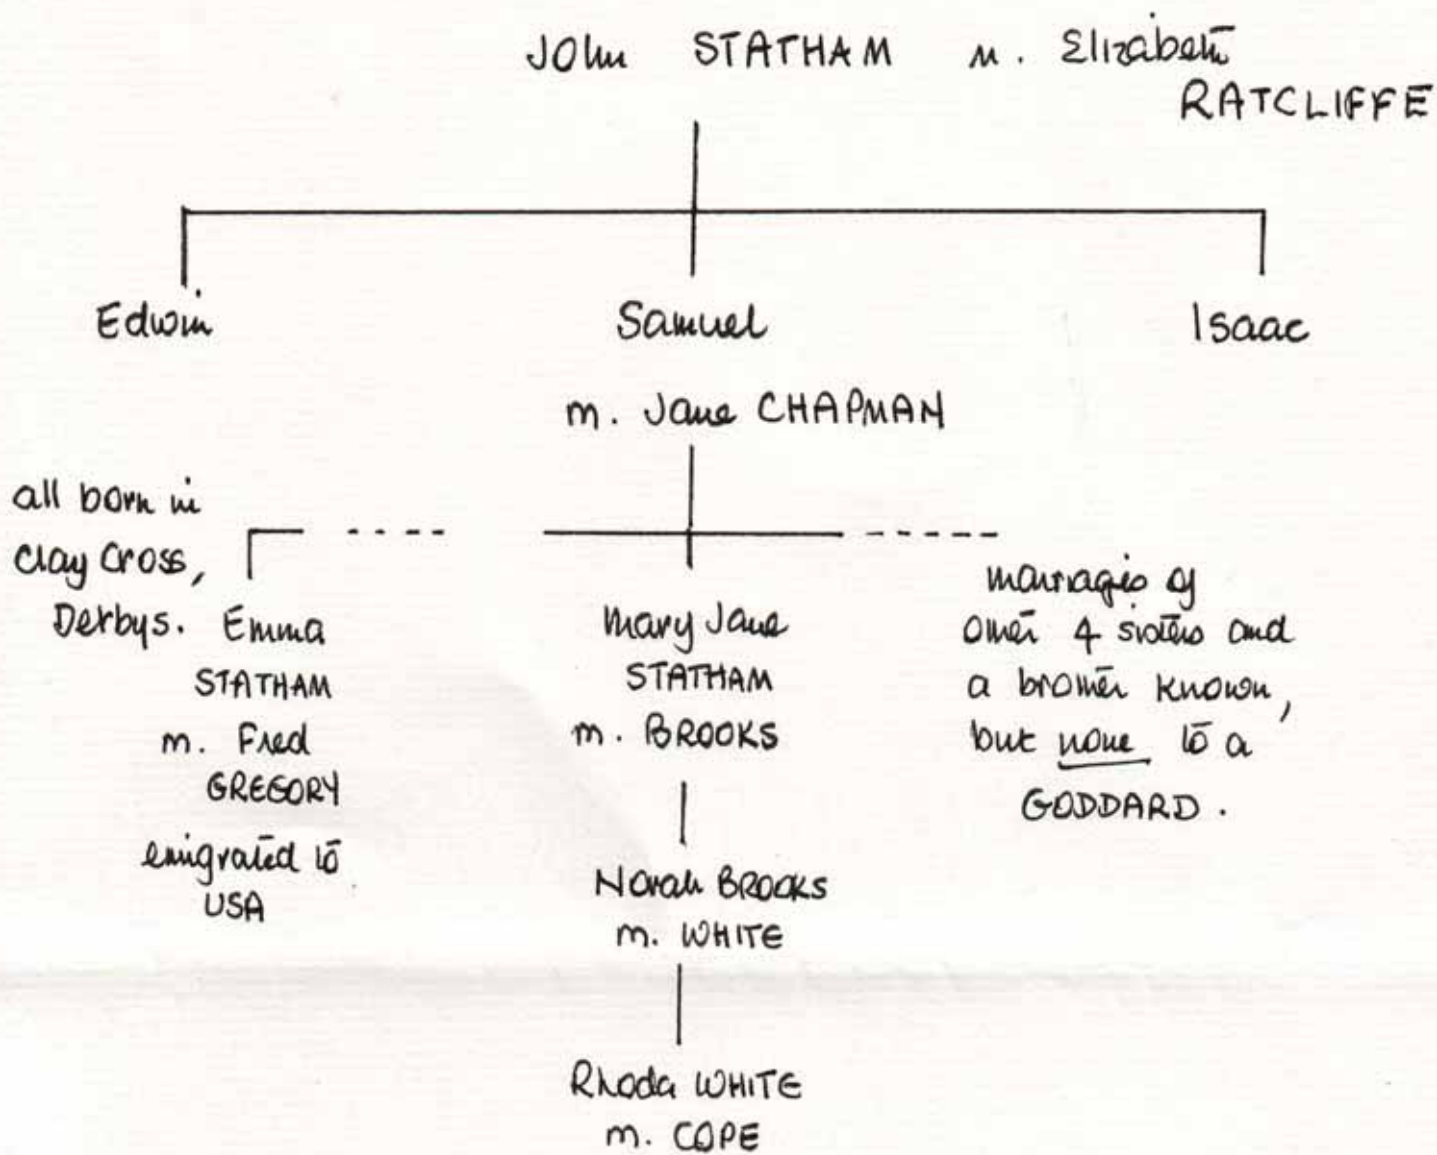 John STATHAM m. Elizabeth
RATCLIFFE
Edwin
Samuel
Isaac
m. Jane CHAPMAN
all born in
Clay Cross,
Derbys.
Emma
STATHAM
m. Fred
GREGORY
emigrated to
USA
Mary Jane
STATHAM
m. BROOKS
Norah BROOKS
m. WHITE
Rhoda WHITE
m. COPE
marriages of
other 4 sisters and
a brother known,
but none to a
GODDARD.